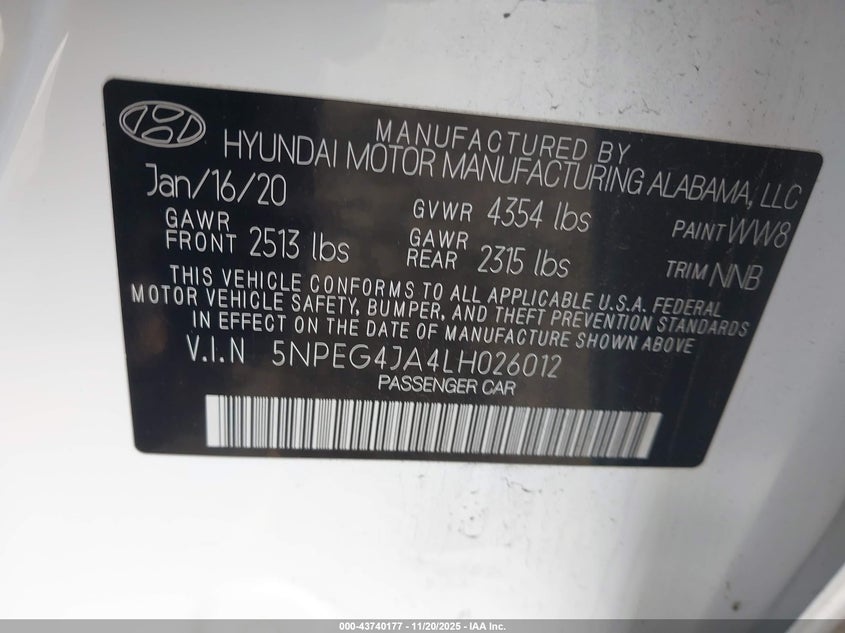 MANUFACTURED BY
HYUNDAI MOTOR MANUFACTURING ALABAMA, LLC
Jan/16/20 GVWR 4354 lbs PAINT WW8
GAWR FRONT 2513 lbs GAWR REAR 2315 lbs TRIM NNB
THIS VEHICLE CONFORMS TO ALL APPLICABLE U.S.A. FEDERAL
MOTOR VEHICLE SAFETY, BUMPER, AND THEFT PREVENTION STANDARDS
IN EFFECT ON THE DATE OF MANUFACTURE SHOWN ABOVE
V.I.N 5NPEG4JA4LH026012
PASSENGER CAR
000-43740177 - 11/20/2025 - IAA Inc.